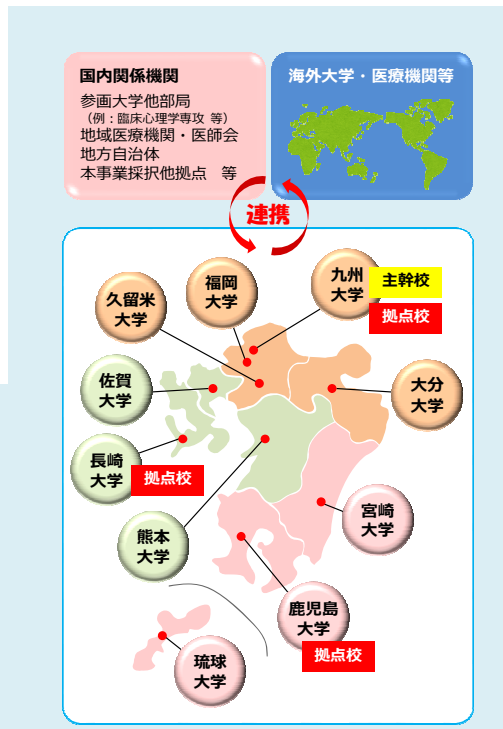 国内関係機関
参画大学他部局
（例：臨床心理学専攻 等）
地域医療機関・医師会
地方自治体
本事業採択他拠点 等
海外大学・医療機関等
連携
九州
大学
主幹校
拠点校
福岡
大学
久留米
大学
佐賀
大学
大分
大学
長崎
大学
拠点校
熊本
大学
宮崎
大学
鹿児島
大学
拠点校
琉球
大学